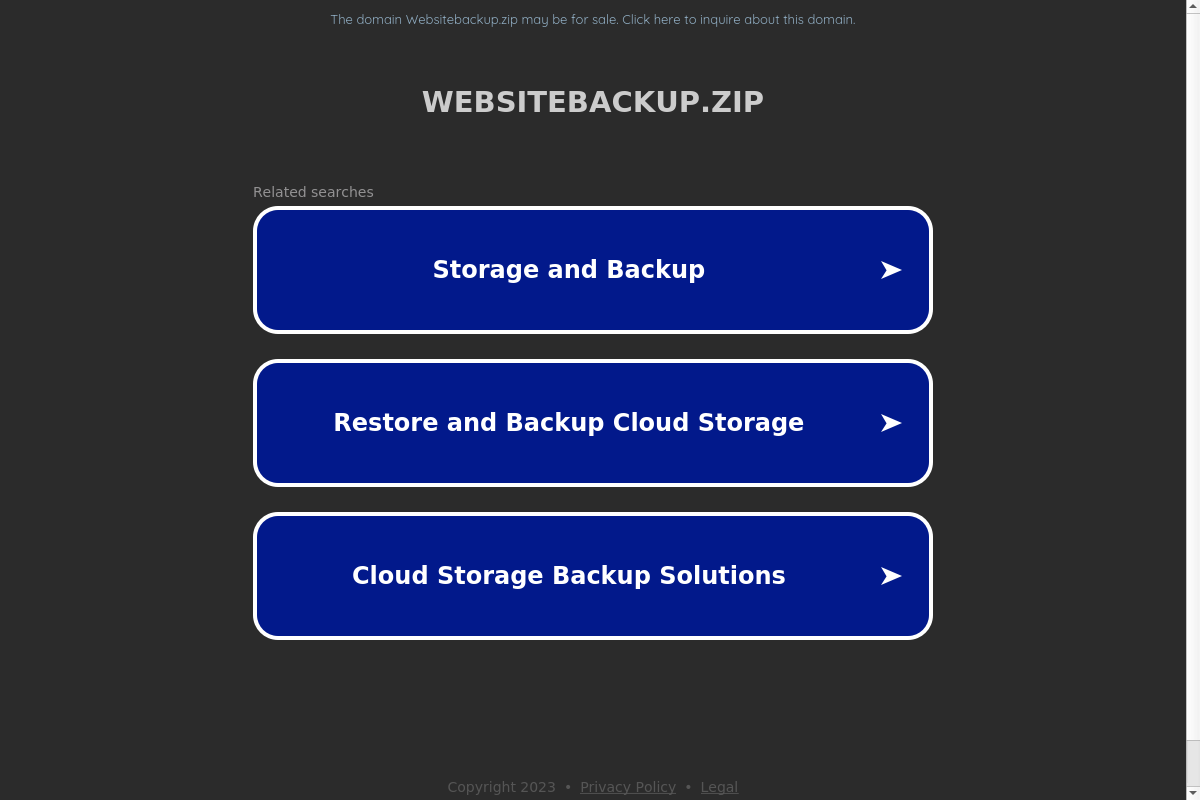 The domain Websitebackup.zip may be for sale. Click here to inquire about this domain.
WEBSITEBACKUP.ZIP
Related searches
Storage and Backup
Restore and Backup Cloud Storage
Cloud Storage Backup Solutions
Copyright 2023 • Privacy Policy • Legal